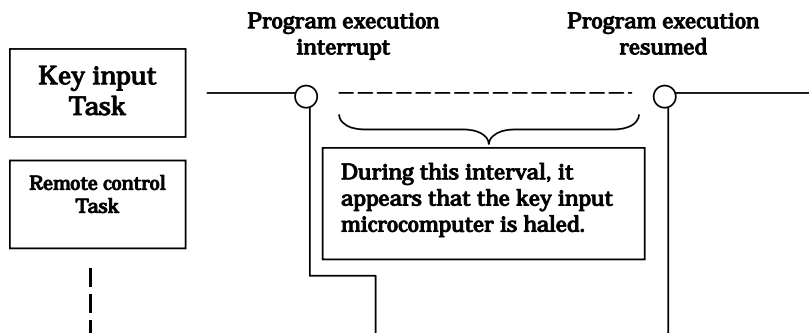 Program execution
interrupt
Program execution
resumed
Key input
Task
Remote control
Task
During this interval, it
appears that the key input
microcomputer is haled.